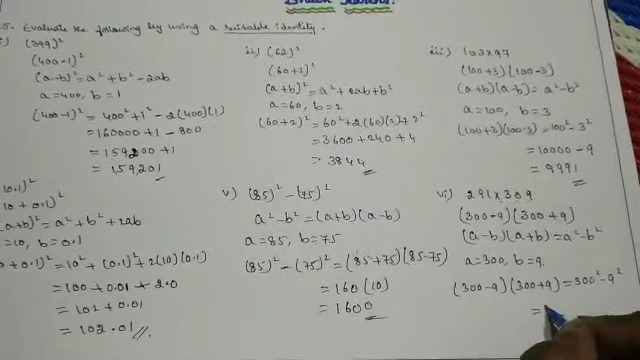 5. Evaluate the following by using a suitable identity.
i) (399)²
(400-1)²
(a-b)² = a² + b² - 2ab
a=400, b=1
(400-1)² = 400² + 1² - 2(400)(1)
= 160000 + 1 - 800
= 159200 + 1
= 1,59,201
ii) (62)²
(60+2)²
(a+b)² = a² + 2ab + b²
a=60, b=2
(60+2)² = 60² + 2(60)(2) + 2²
= 3600 + 240 + 4
= 3844
iii) 103 x 97
(100+3)(100-3)
(a+b)(a-b) = a² - b²
a=100, b=3
(100+3)(100-3) = 100² - 3²
= 10000 - 9
= 9991
10.1)²
10 + 0.1)²
(a+b)² = a² + b² + 2ab
=10, b=0.1
0 + 0.1)² = 10² + (0.1)² + 2(10)(0.1)
= 100 + 0.01 + 2.0
= 102 + 0.01
= 102.01
v) (85)² - (75)²
a² - b² = (a+b)(a-b)
a=85, b=75
(85)² - (75)² = (85+75)(85-75)
= 160(10)
= 1600
vi) 291 x 309
(300-9)(300+9)
(a-b)(a+b) = a² - b²
a=300, b=9.
(300-9)(300+9) = 300² - 9²
=